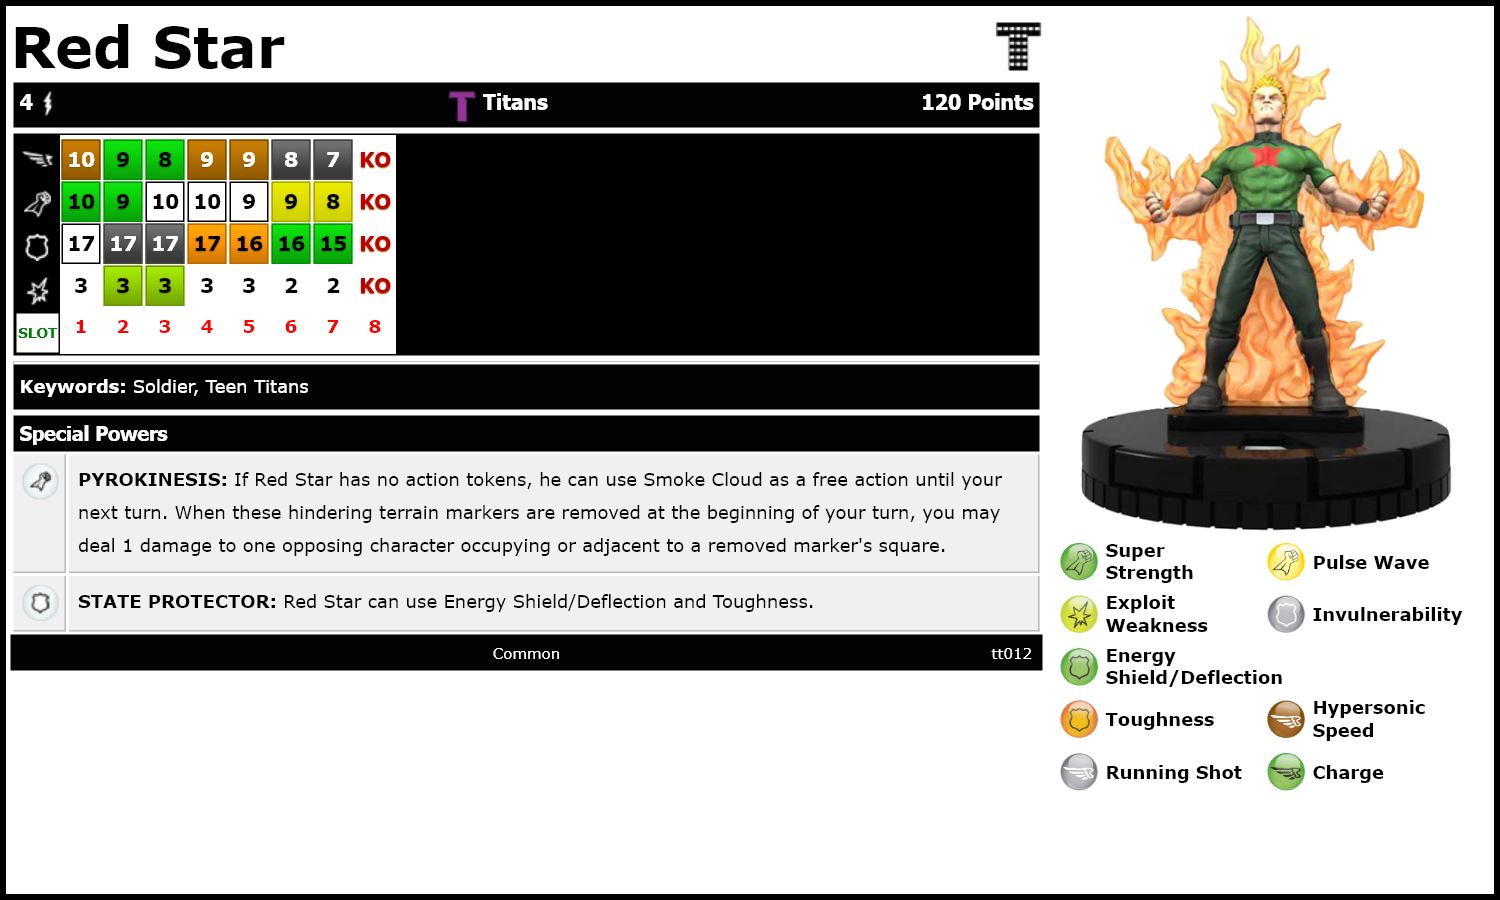 Red Star
T
4 Titans 120 Points
10 9 8 9 9 8 7 KO
10 9 10 10 9 9 8 KO
17 17 17 17 16 16 15 KO
3 3 3 3 3 2 2 KO
SLOT 1 2 3 4 5 6 7 8
Keywords: Soldier, Teen Titans
Special Powers
PYROKINESIS: If Red Star has no action tokens, he can use Smoke Cloud as a free action until your
next turn. When these hindering terrain markers are removed at the beginning of your turn, you may
deal 1 damage to one opposing character occupying or adjacent to a removed marker's square.
STATE PROTECTOR: Red Star can use Energy Shield/Deflection and Toughness.
Common tt012
Super
Strength
Pulse Wave
Exploit
Weakness
Invulnerability
Energy
Shield/Deflection
Toughness
Hypersonic
Speed
Running Shot
Charge